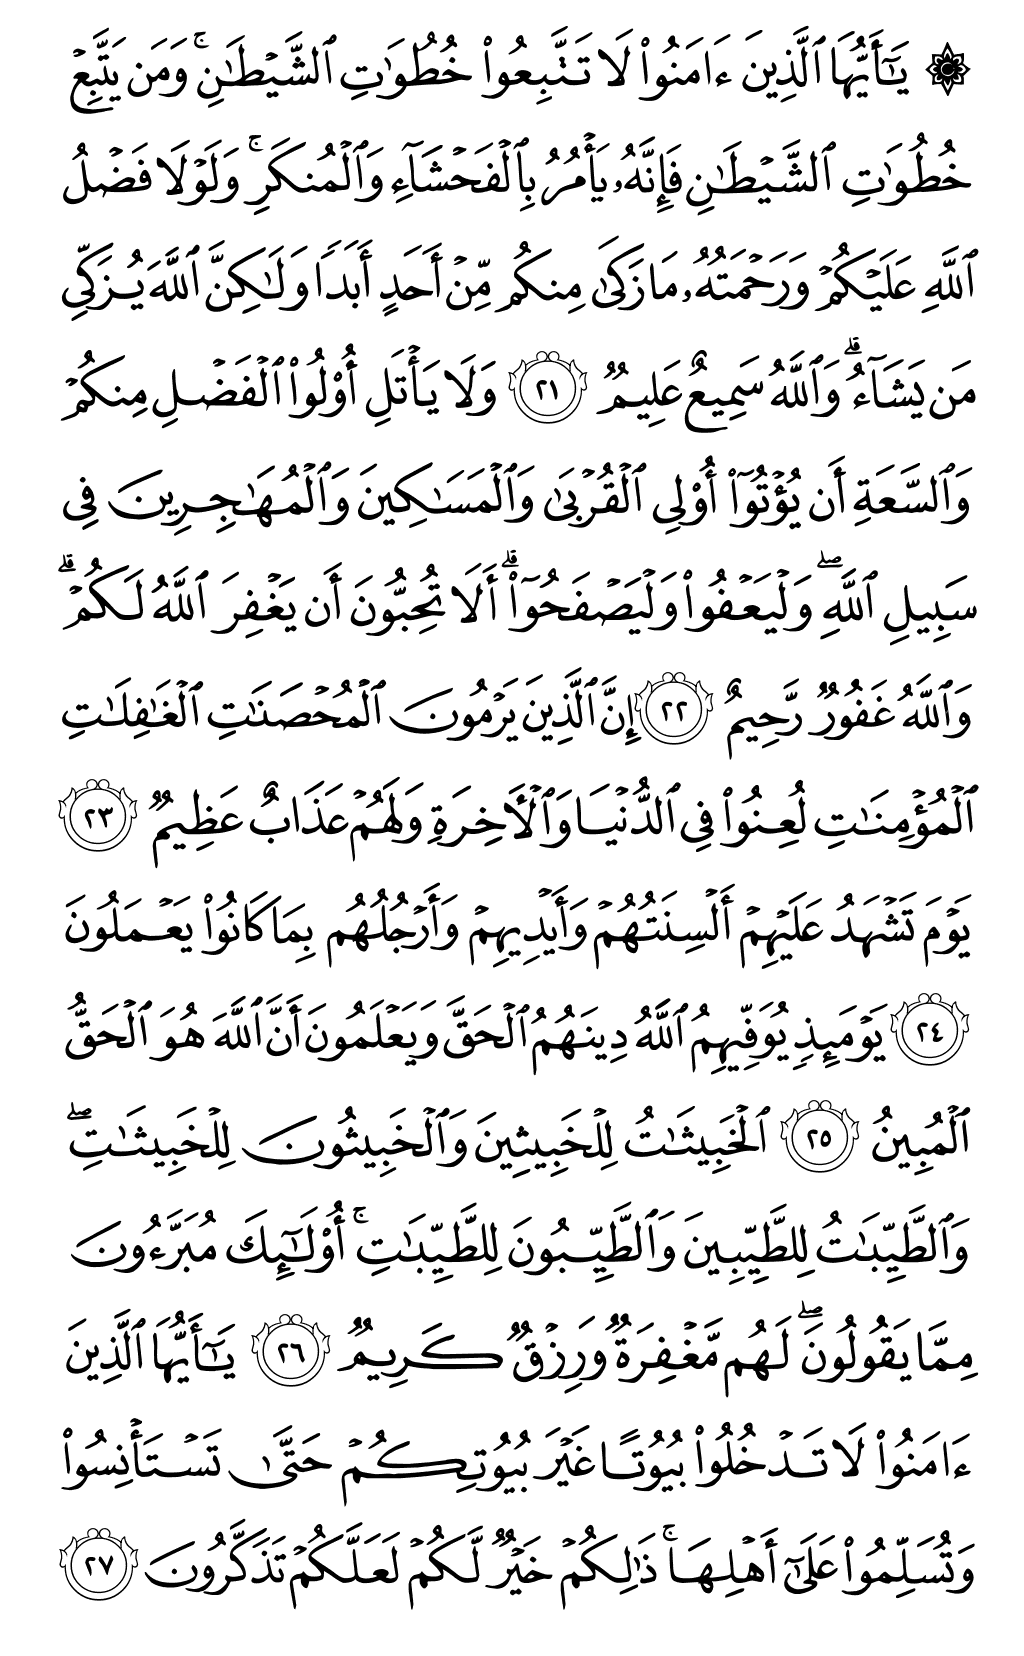 ۞ يَٰٓأَيُّهَا ٱلَّذِينَ ءَامَنُوا۟ لَا تَتَّبِعُوا۟ خُطُوَٰتِ ٱلشَّيْطَٰنِ ۚ وَمَن يَتَّبِعْ
خُطُوَٰتِ ٱلشَّيْطَٰنِ فَإِنَّهُۥ يَأْمُرُ بِٱلْفَحْشَآءِ وَٱلْمُنكَرِ ۚ وَلَوْلَا فَضْلُ
ٱللَّهِ عَلَيْكُمْ وَرَحْمَتُهُۥ مَا زَكَىٰ مِنكُم مِّنْ أَحَدٍ أَبَدًا وَلَٰكِنَّ ٱللَّهَ يُزَكِّى
مَن يَشَآءُ ۗ وَٱللَّهُ سَمِيعٌ عَلِيمٌ ٢١ وَلَا يَأْتَلِ أُو۟لُوا۟ ٱلْفَضْلِ مِنكُمْ
وَٱلسَّعَةِ أَن يُؤْتُوٓا۟ أُو۟لِى ٱلْقُرْبَىٰ وَٱلْمَسَٰكِينَ وَٱلْمُهَٰجِرِينَ فِى
سَبِيلِ ٱللَّهِ ۖ وَلْيَعْفُوا۟ وَلْيَصْفَحُوٓا۟ ۗ أَلَا تُحِبُّونَ أَن يَغْفِرَ ٱللَّهُ لَكُمْ ۗ
وَٱللَّهُ غَفُورٌ رَّحِيمٌ ٢٢ إِنَّ ٱلَّذِينَ يَرْمُونَ ٱلْمُحْصَنَٰتِ ٱلْغَٰفِلَٰتِ
ٱلْمُؤْمِنَٰتِ لُعِنُوا۟ فِى ٱلدُّنْيَا وَٱلْءَاخِرَةِ وَلَهُمْ عَذَابٌ عَظِيمٌ ٢٣
يَوْمَ تَشْهَدُ عَلَيْهِمْ أَلْسِنَتُهُمْ وَأَيْدِيهِمْ وَأَرْجُلُهُم بِمَا كَانُوا۟ يَعْمَلُونَ
٢٤ يَوْمَئِذٍ يُوَفِّيهِمُ ٱللَّهُ دِينَهُمُ ٱلْحَقَّ وَيَعْلَمُونَ أَنَّ ٱللَّهَ هُوَ ٱلْحَقُّ
ٱلْمُبِينُ ٢٥ ٱلْخَبِيثَٰتُ لِلْخَبِيثِينَ وَٱلْخَبِيثُونَ لِلْخَبِيثَٰتِ ۖ
وَٱلطَّيِّبَٰتُ لِلطَّيِّبِينَ وَٱلطَّيِّبُونَ لِلطَّيِّبَٰتِ ۚ أُو۟لَٰٓئِكَ مُبَرَّءُونَ
مِمَّا يَقُولُونَ ۖ لَهُم مَّغْفِرَةٌ وَرِزْقٌ كَرِيمٌ ٢٦ يَٰٓأَيُّهَا ٱلَّذِينَ
ءَامَنُوا۟ لَا تَدْخُلُوا۟ بُيُوتًا غَيْرَ بُيُوتِكُمْ حَتَّىٰ تَسْتَأْنِسُوا۟
وَتُسَلِّمُوا۟ عَلَىٰٓ أَهْلِهَا ۚ ذَٰلِكُمْ خَيْرٌ لَّكُمْ لَعَلَّكُمْ تَذَكَّرُونَ ٢٧